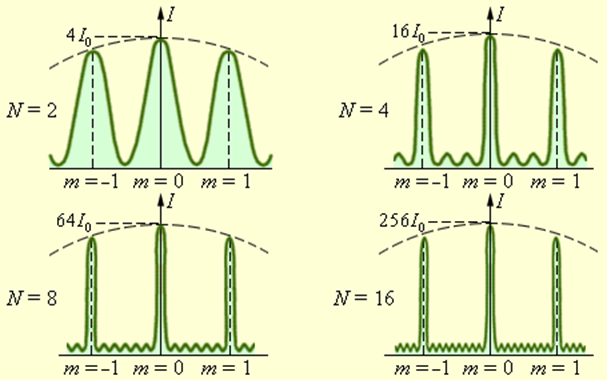 I
4I₀
N = 2
m = -1 m = 0 m = 1
I
16I₀
N = 4
m = -1 m = 0 m = 1
I
64I₀
N = 8
m = -1 m = 0 m = 1
I
256I₀
N = 16
m = -1 m = 0 m = 1